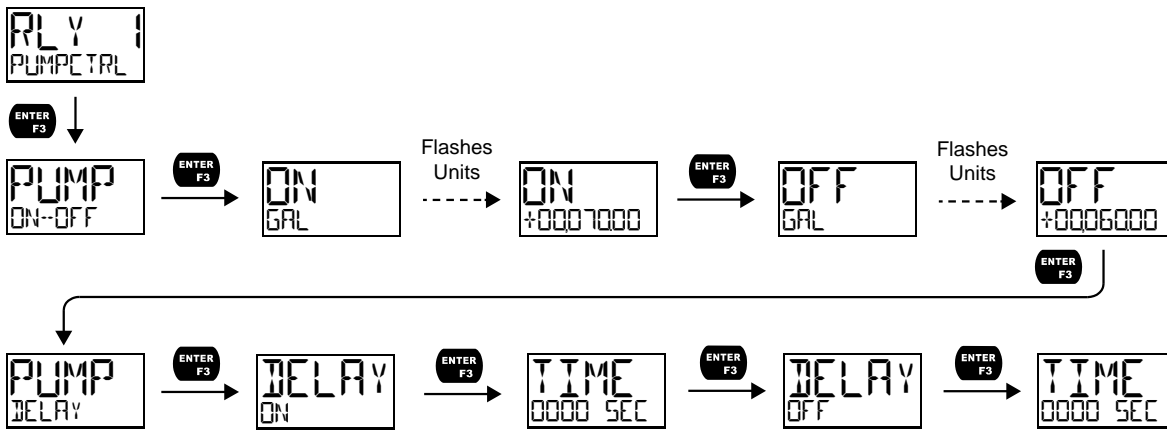 RLY 1
PUMPCTRL
ENTER
F3
PUMP
ON--OFF
ENTER
F3
ON
GAL
Flashes
Units
ON
+00,070.00
ENTER
F3
OFF
GAL
Flashes
Units
OFF
+00,060.00
ENTER
F3
PUMP
DELAY
ENTER
F3
DELAY
ON
ENTER
F3
TIME
0000 SEC
ENTER
F3
DELAY
OFF
ENTER
F3
TIME
0000 SEC